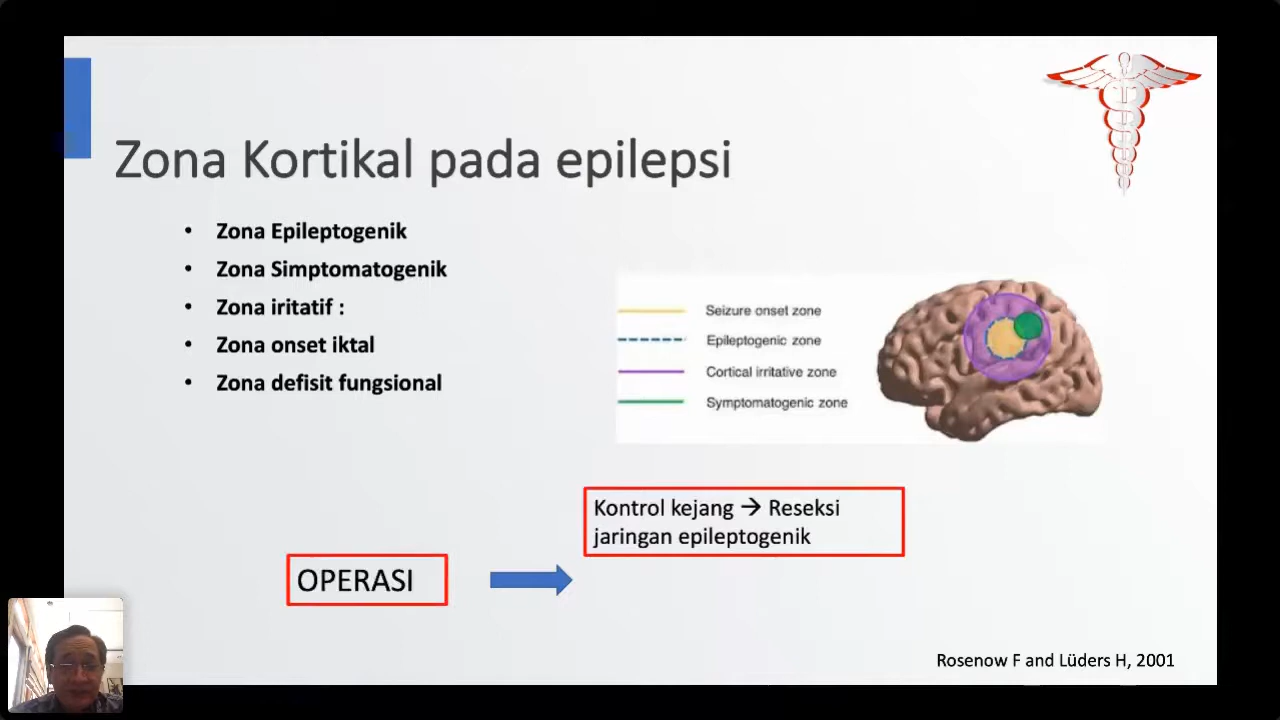 Zona Kortikal pada epilepsi
• Zona Epileptogenik
• Zona Simptomatogenik
• Zona iritatif :
• Zona onset iktal
• Zona defisit fungsional
Seizure onset zone
Epileptogenic zone
Cortical irritative zone
Symptomatogenic zone
Kontrol kejang → Reseksi
jaringan epileptogenik
OPERASI
Rosenow F and Lüders H, 2001